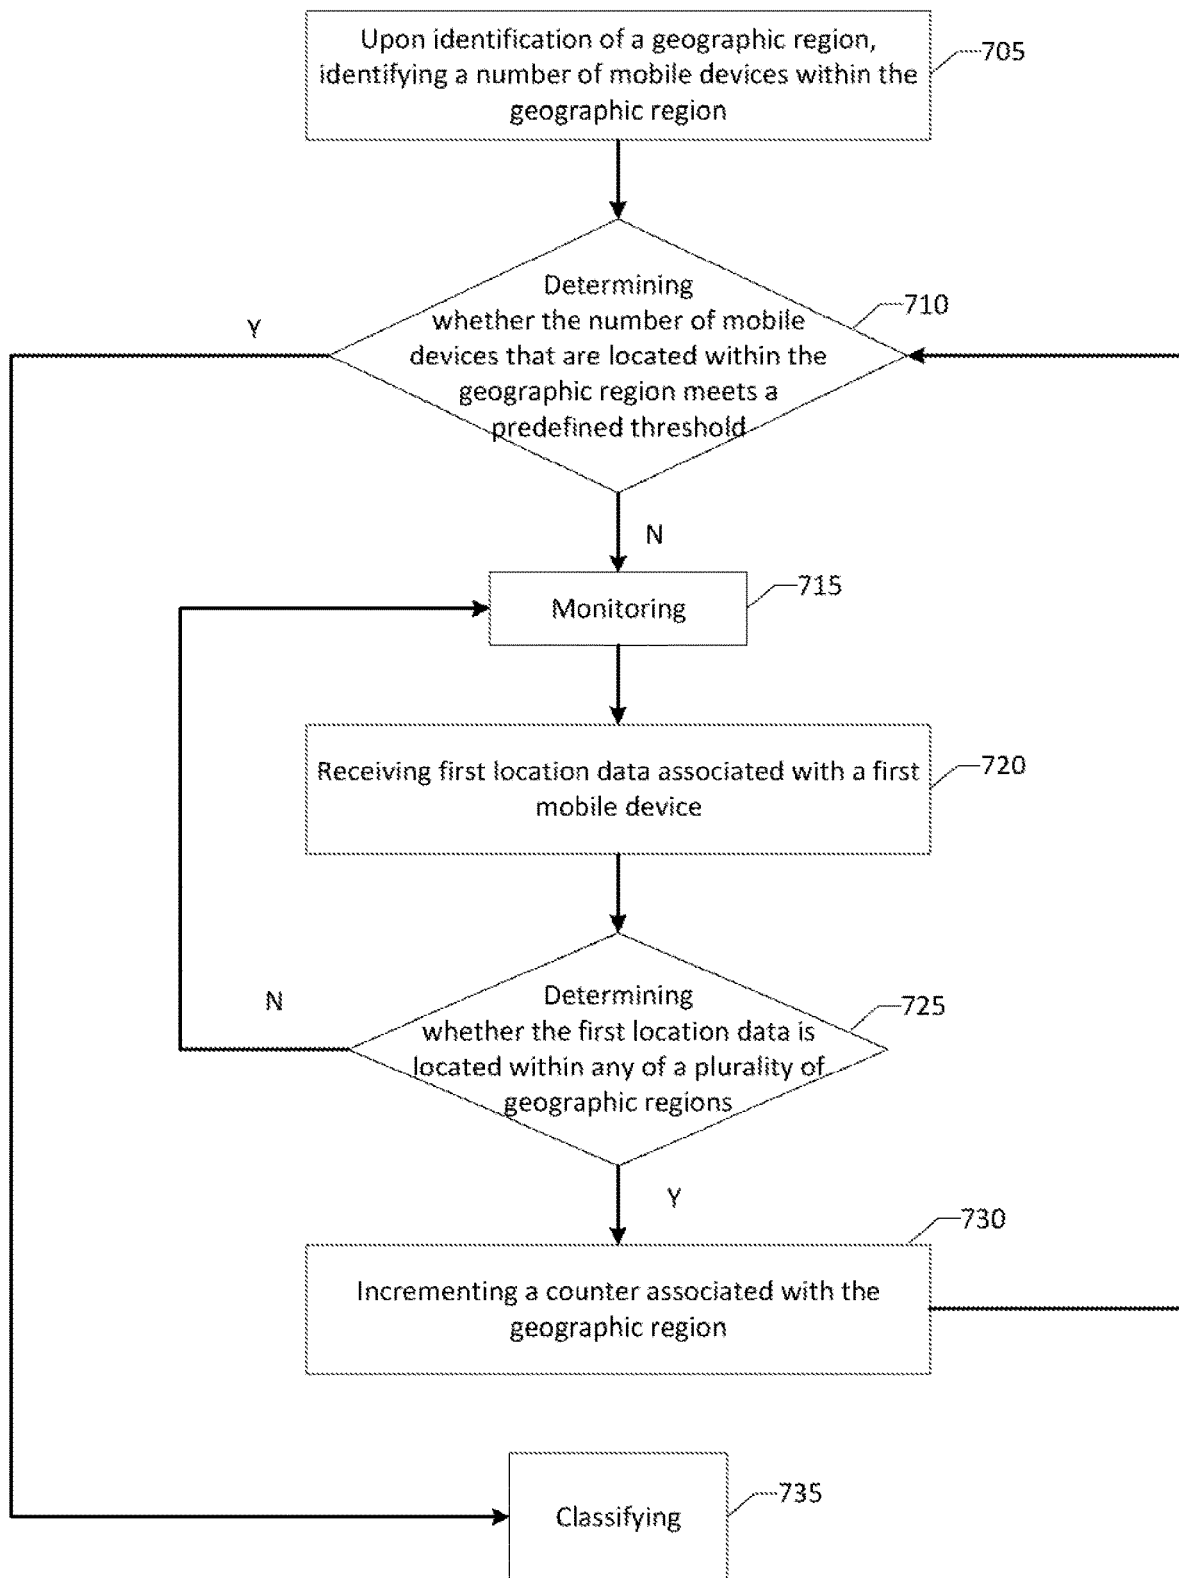 Upon identification of a geographic region,
identifying a number of mobile devices within the
geographic region
705
Determining
whether the number of mobile
devices that are located within the
geographic region meets a
predefined threshold
710
Y
N
Monitoring
715
Receiving first location data associated with a first
mobile device
720
Determining
whether the first location data is
located within any of a plurality of
geographic regions
725
N
Y
Incrementing a counter associated with the
geographic region
730
Classifying
735